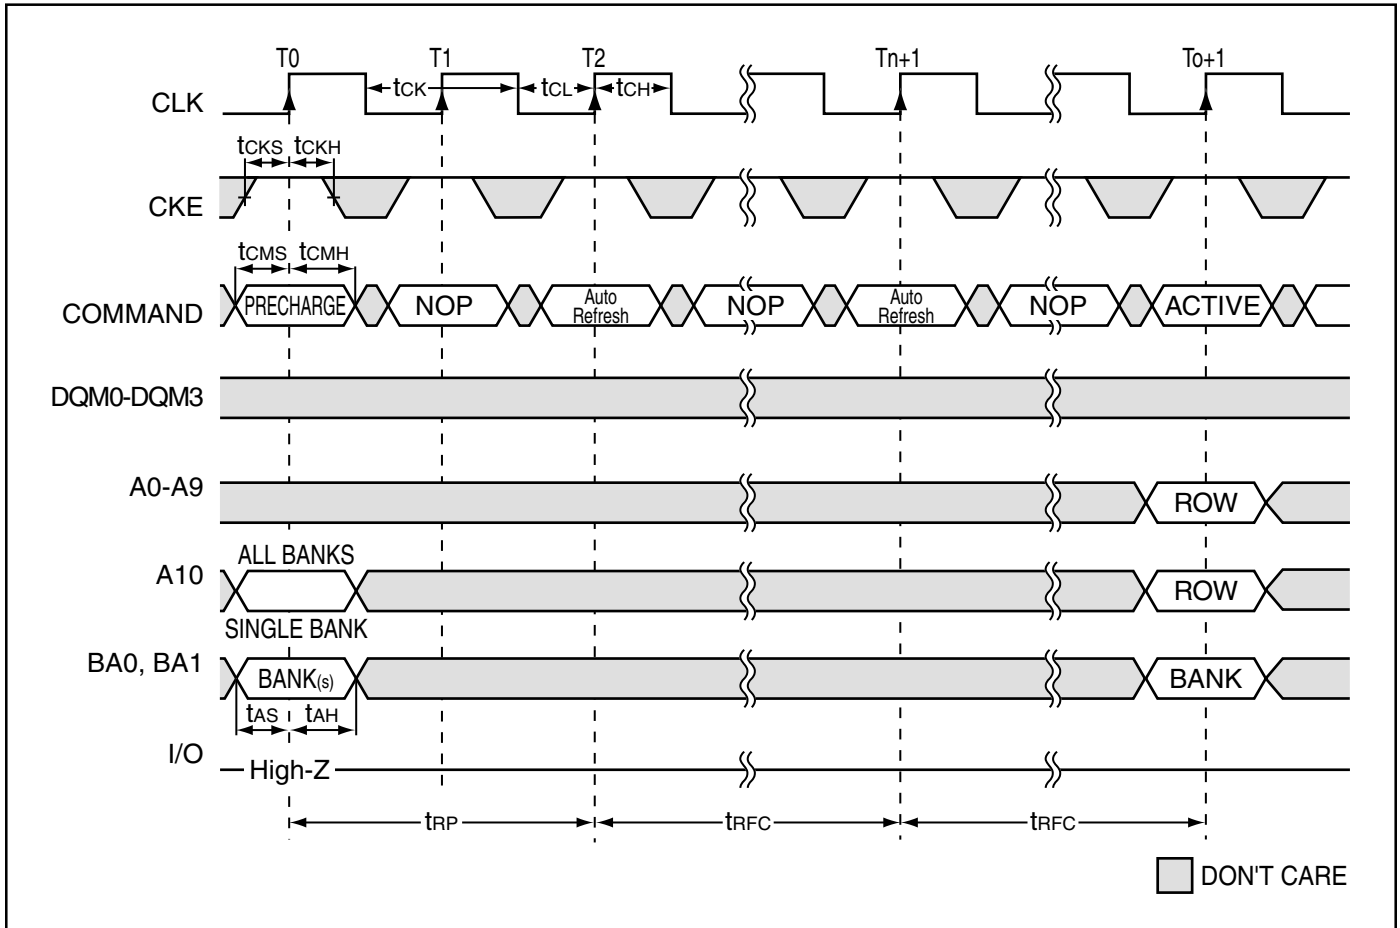 T0 T1 T2 Tn+1 To+1
CLK tCK tCL tCH
tCKS tCKH
CKE
tCMS tCMH
COMMAND PRECHARGE NOP Auto Refresh NOP Auto Refresh NOP ACTIVE
DQM0-DQM3
A0-A9 ROW
ALL BANKS
A10 ROW
SINGLE BANK
BA0, BA1 BANK(s) BANK
tAS tAH
I/O High-Z
tRP tRFC tRFC
DON'T CARE